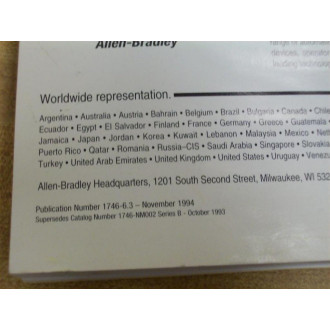 Allen-Bradley
Worldwide representation.
Argentina • Australia • Austria • Bahrain • Belgium • Brazil • Bulgaria • Canada • Chile
Ecuador • Egypt • El Salvador • Finland • France • Germany • Greece • Guatemala •
Jamaica • Japan • Jordan • Korea • Kuwait • Lebanon • Malaysia • Mexico • Neth
Puerto Rico • Qatar • Romania • Russia–CIS • Saudi Arabia • Singapore • Slovakia
Turkey • United Arab Emirates • United Kingdom • United States • Uruguay • Venezu
Allen-Bradley Headquarters, 1201 South Second Street, Milwaukee, WI 532
Publication Number 1746-6.3 – November 1994
Supersedes Catalog Number 1746-NM002 Series B - October 1993